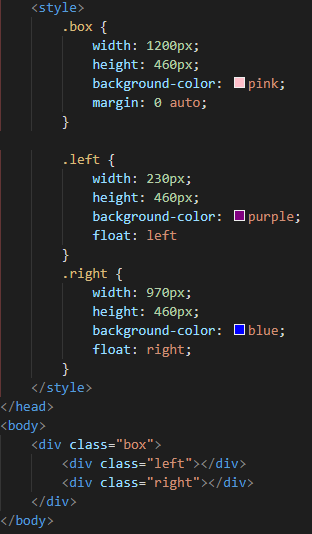 <style>
.box {
width: 1200px;
height: 460px;
background-color: pink;
margin: 0 auto;
}
.left {
width: 230px;
height: 460px;
background-color: purple;
float: left
}
.right {
width: 970px;
height: 460px;
background-color: blue;
float: right;
}
</style>
</head>
<body>
<div class="box">
<div class="left"></div>
<div class="right"></div>
</div>
</body>